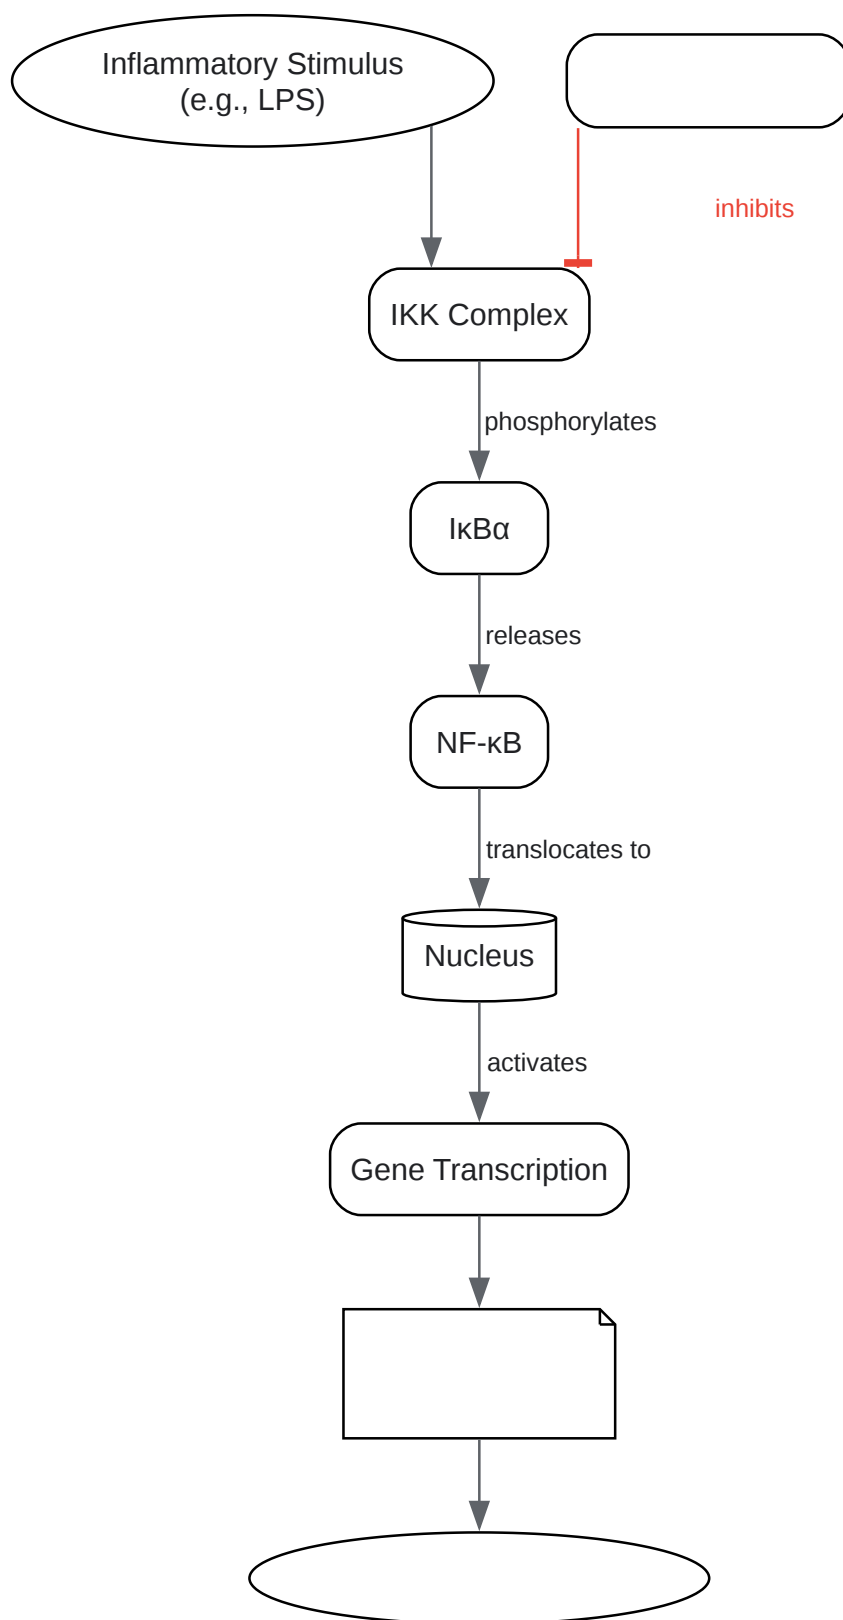 Inflammatory Stimulus
(e.g., LPS)
inhibits
IKK Complex
phosphorylates
IκBα
releases
NF-κB
translocates to
Nucleus
activates
Gene Transcription